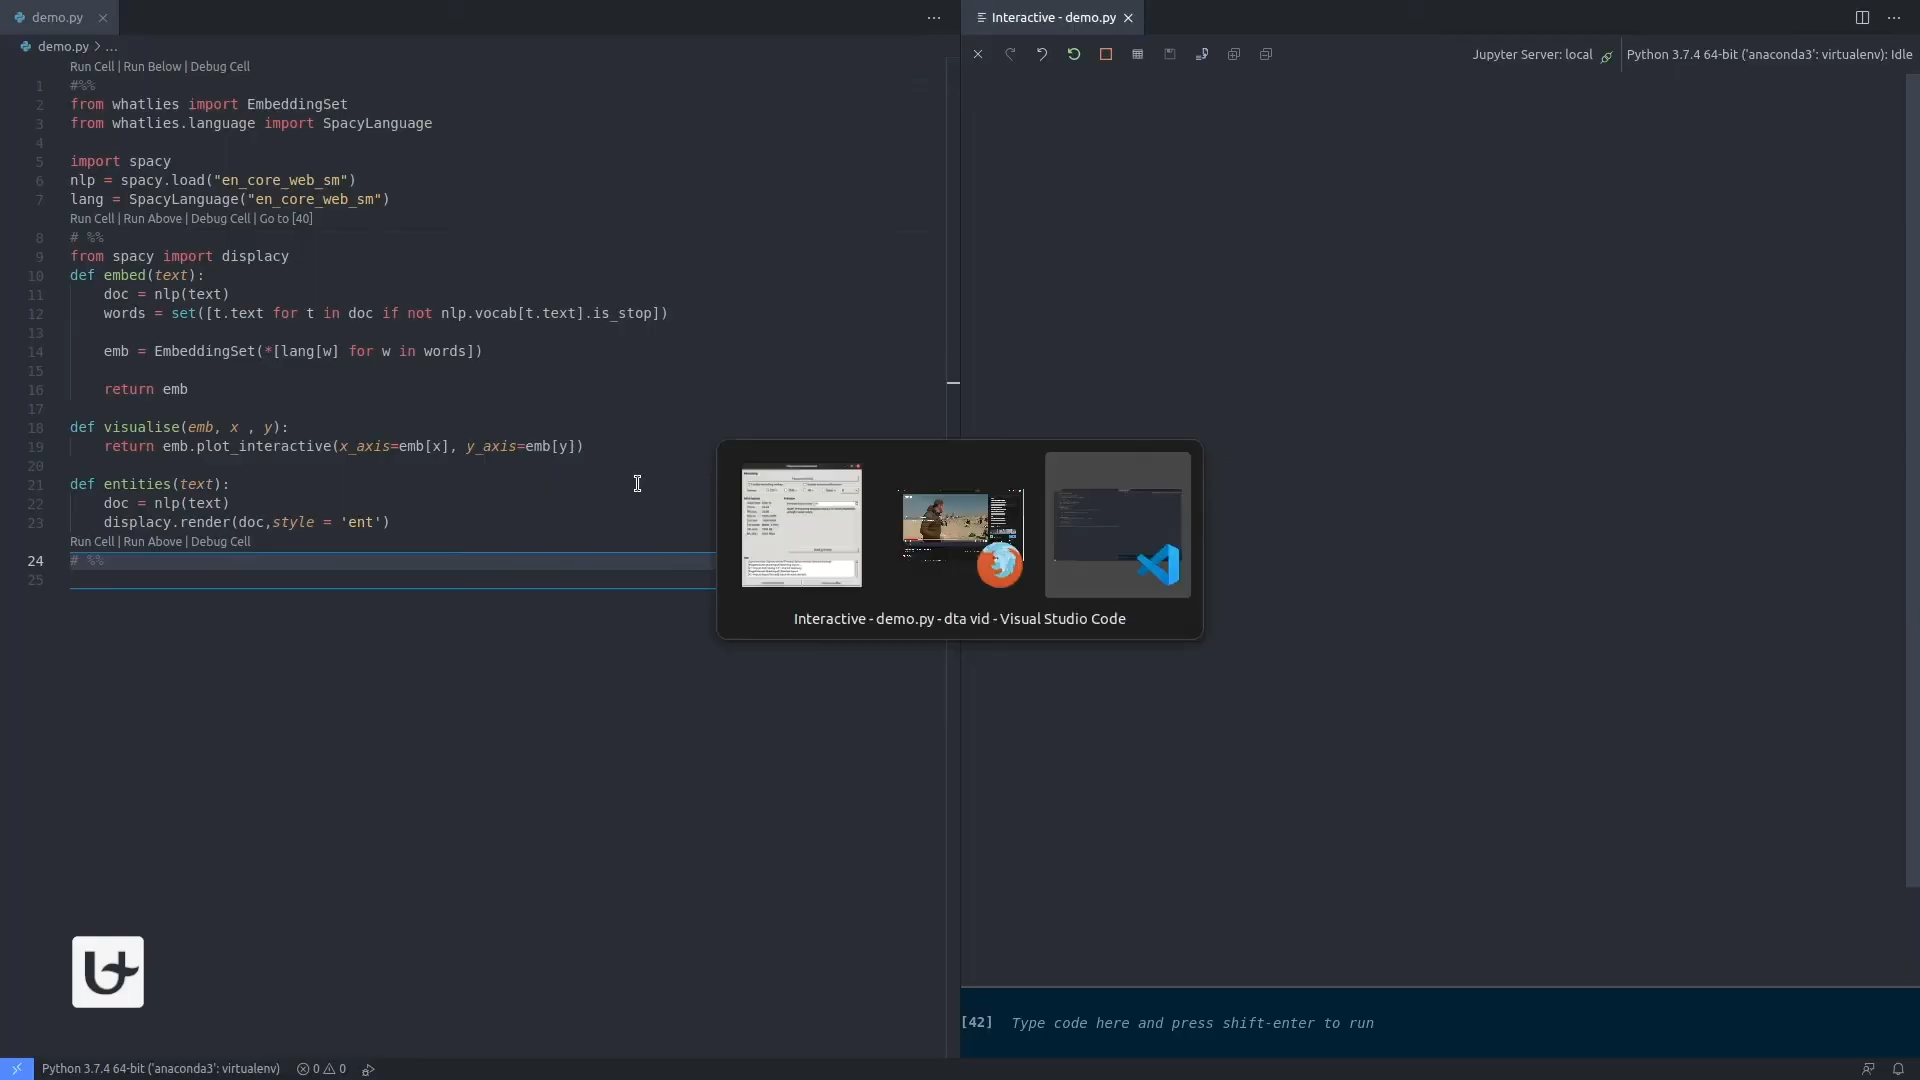 demo.py
demo.py > ...
Run Cell | Run Below | Debug Cell
1 #%%
2 from whatlies import EmbeddingSet
3 from whatlies.language import SpacyLanguage
4
5 import spacy
6 nlp = spacy.load("en_core_web_sm")
7 lang = SpacyLanguage("en_core_web_sm")
Run Cell | Run Above | Debug Cell | Go to [40]
8 # %%
9 from spacy import displacy
10 def embed(text):
11 doc = nlp(text)
12 words = set([t.text for t in doc if not nlp.vocab[t.text].is_stop])
13
14 emb = EmbeddingSet(*[lang[w] for w in words])
15
16 return emb
17
18 def visualise(emb, x , y):
19 return emb.plot_interactive(x_axis=emb[x], y_axis=emb[y])
20
21 def entities(text):
22 doc = nlp(text)
23 displacy.render(doc,style = 'ent')
Run Cell | Run Above | Debug Cell
24 # %%
25
Interactive - demo.py
Jupyter Server: local
Python 3.7.4 64-bit ('anaconda3': virtualenv): Idle
Interactive - demo.py - dta vid - Visual Studio Code
[42] Type code here and press shift-enter to run
Python 3.7.4 64-bit ('anaconda3': virtualenv) 0 0